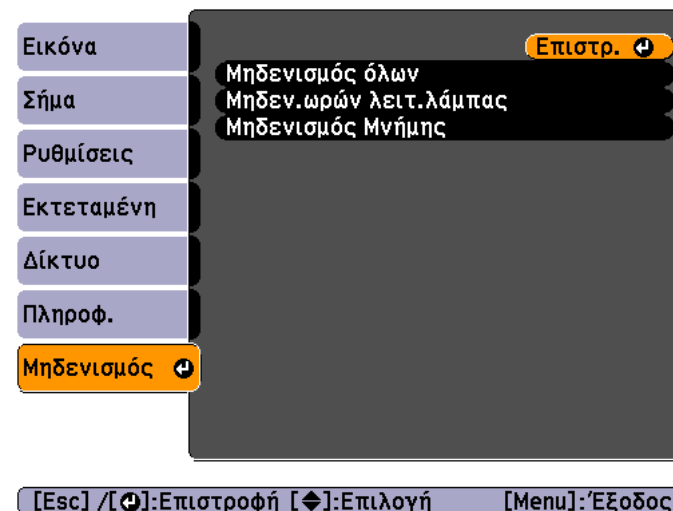 Εικόνα
Σήμα
Ρυθμίσεις
Εκτεταμένη
Δίκτυο
Πληροφ.
Μηδενισμός
Επιστρ.
Μηδενισμός όλων
Μηδεν.ωρών λειτ.λάμπας
Μηδενισμός Μνήμης
[Esc] /[⏎]:Επιστροφή [◆]:Επιλογή [Menu]:Έξοδος